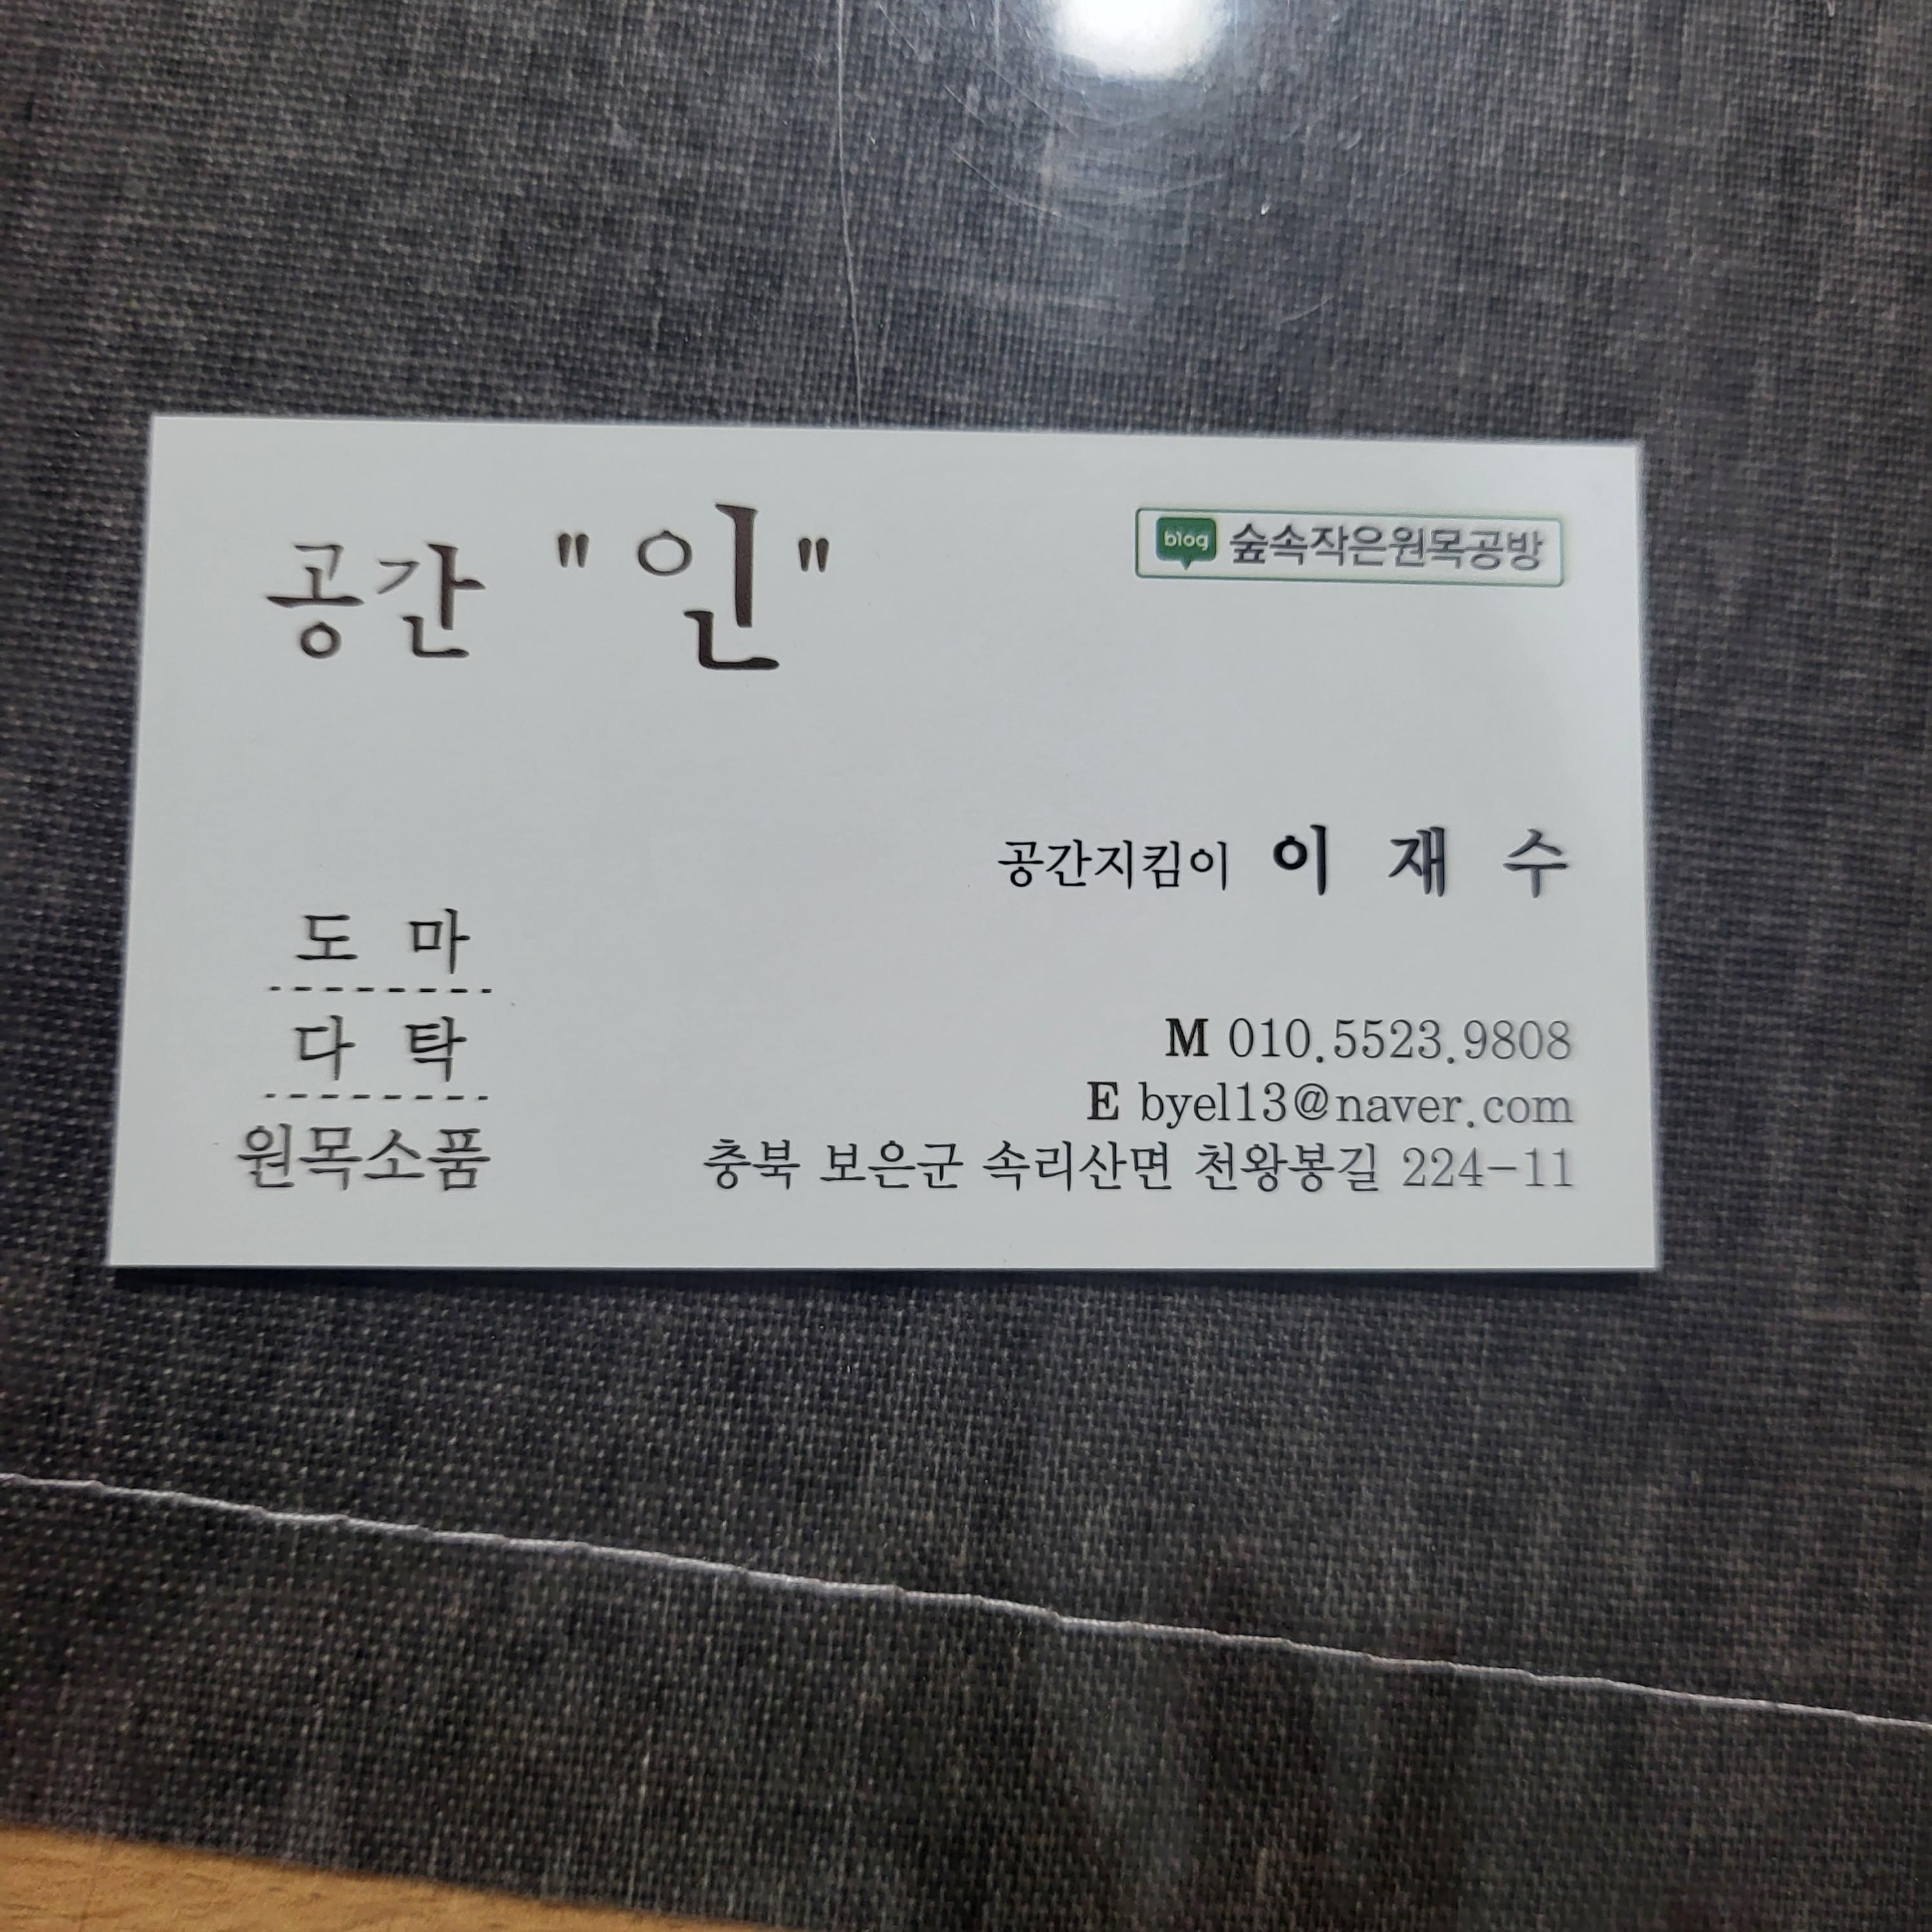 공간 "인"
blog 숲속작은원목공방
공간지킴이 이 재 수
도 마
다 탁
원목소품
M 010.5523.9808
E byel13@naver.com
충북 보은군 속리산면 천왕봉길 224-11